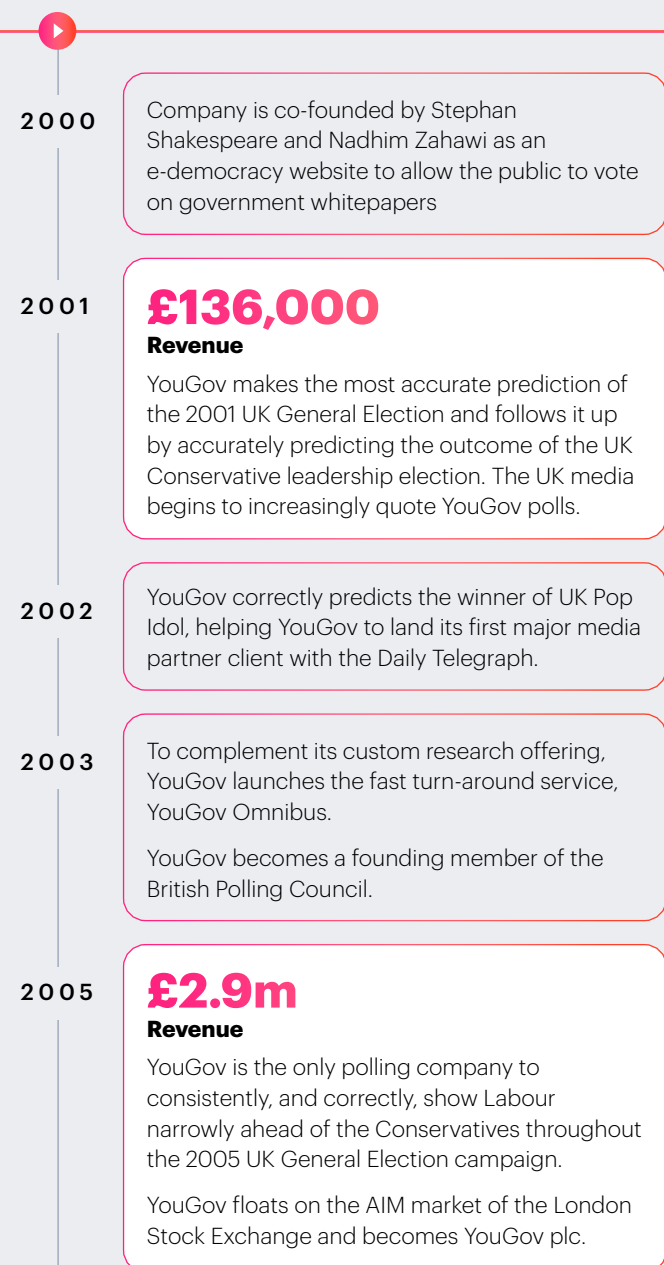 2000
Company is co-founded by Stephan
Shakespeare and Nadhim Zahawi as an
e-democracy website to allow the public to vote
on government whitepapers
2001
£136,000
Revenue
YouGov makes the most accurate prediction of
the 2001 UK General Election and follows it up
by accurately predicting the outcome of the UK
Conservative leadership election. The UK media
begins to increasingly quote YouGov polls.
2002
YouGov correctly predicts the winner of UK Pop
Idol, helping YouGov to land its first major media
partner client with the Daily Telegraph.
2003
To complement its custom research offering,
YouGov launches the fast turn-around service,
YouGov Omnibus.
YouGov becomes a founding member of the
British Polling Council.
2005
£2.9m
Revenue
YouGov is the only polling company to
consistently, and correctly, show Labour
narrowly ahead of the Conservatives throughout
the 2005 UK General Election campaign.
YouGov floats on the AIM market of the London
Stock Exchange and becomes YouGov plc.